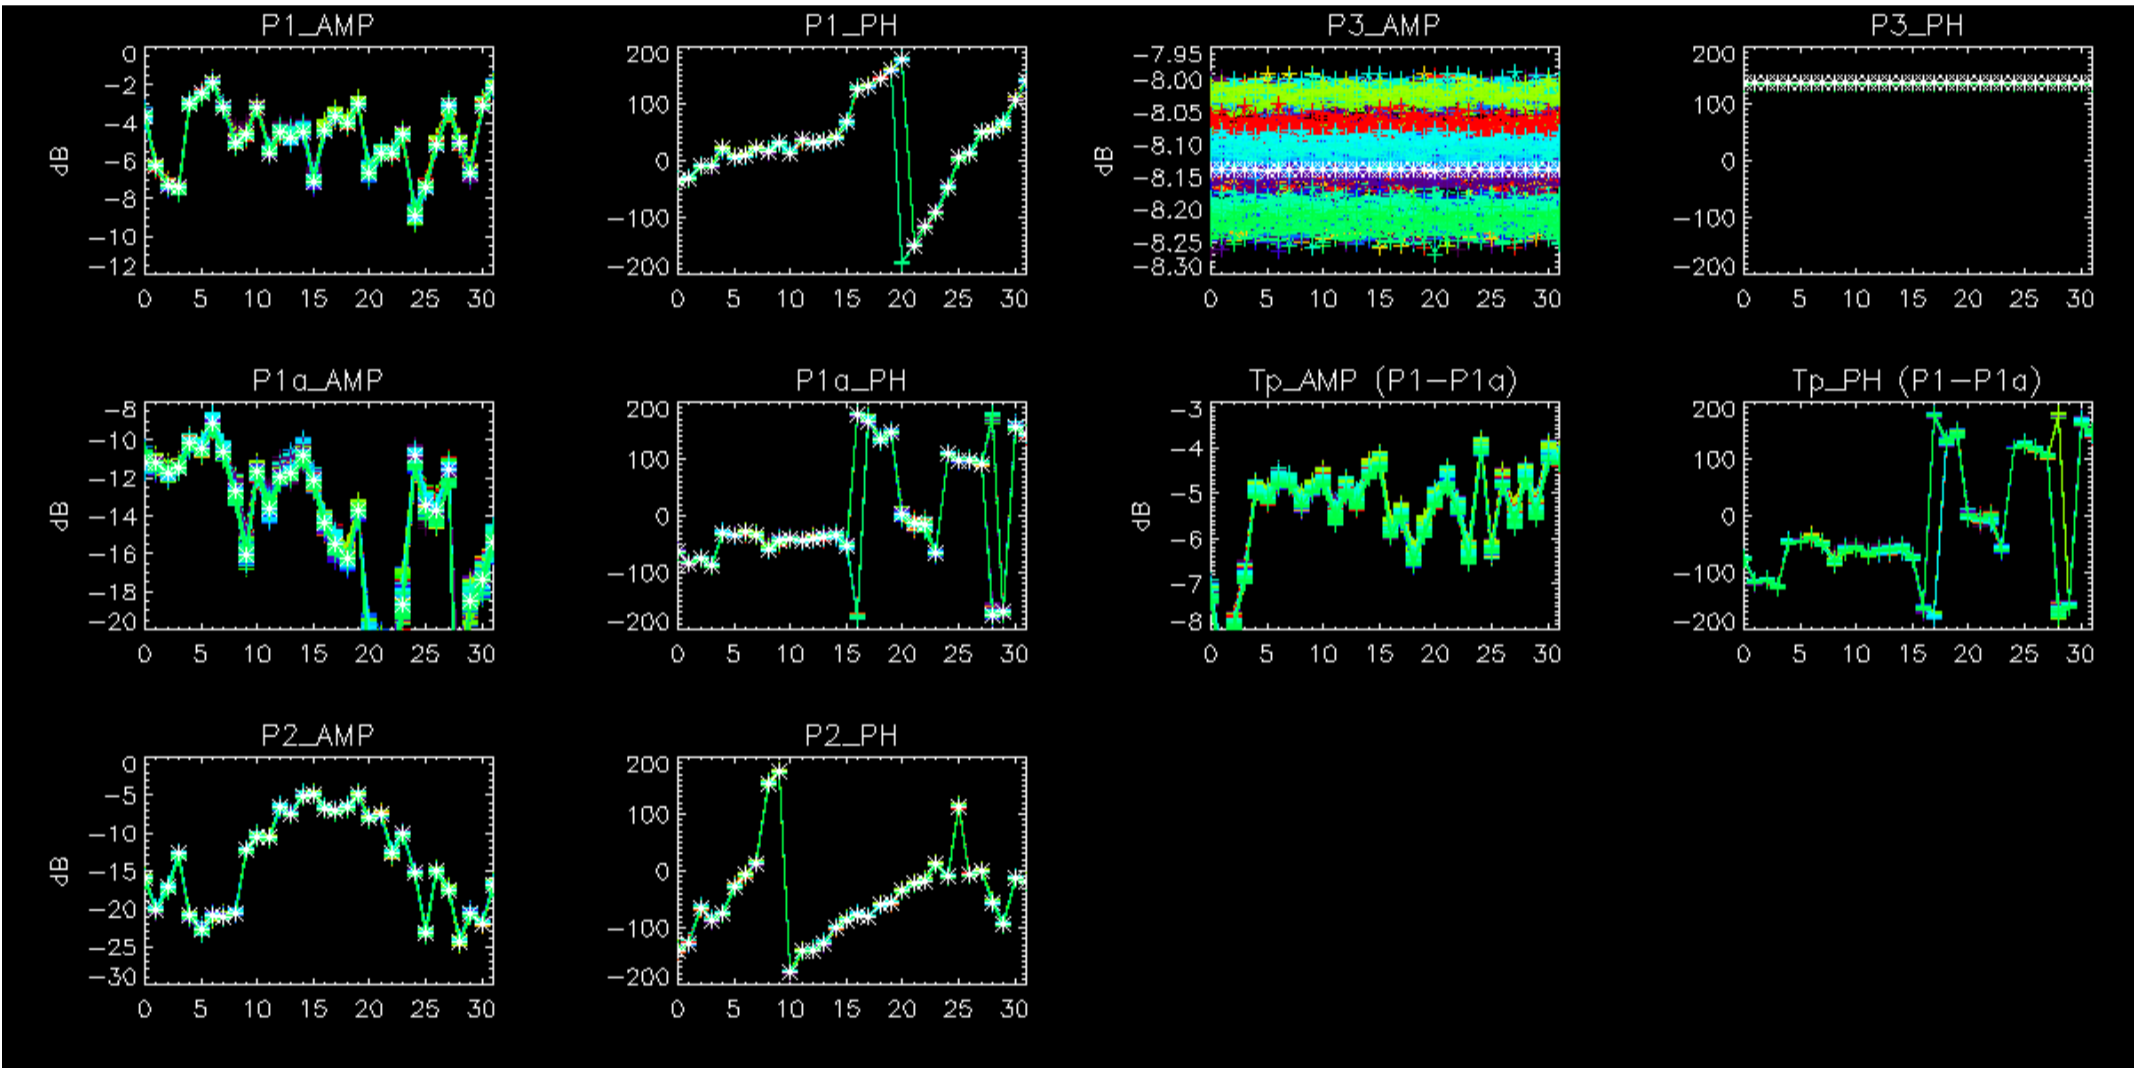 P1_AMP
0
-2
-4
-6
-8
-10
-12
dB
0 5 10 15 20 25 30
P1_PH
200
100
0
-100
-200
0 5 10 15 20 25 30
P3_AMP
-7.95
-8.00
-8.05
-8.10
-8.15
-8.20
-8.25
-8.30
dB
0 5 10 15 20 25 30
P3_PH
200
100
0
-100
-200
0 5 10 15 20 25 30
P1a_AMP
-8
-10
-12
-14
-16
-18
-20
dB
0 5 10 15 20 25 30
P1a_PH
200
100
0
-100
-200
0 5 10 15 20 25 30
Tp_AMP (P1-P1a)
-3
-4
-5
-6
-7
-8
dB
0 5 10 15 20 25 30
Tp_PH (P1-P1a)
200
100
0
-100
-200
0 5 10 15 20 25 30
P2_AMP
0
-5
-10
-15
-20
-25
-30
dB
0 5 10 15 20 25 30
P2_PH
200
100
0
-100
-200
0 5 10 15 20 25 30